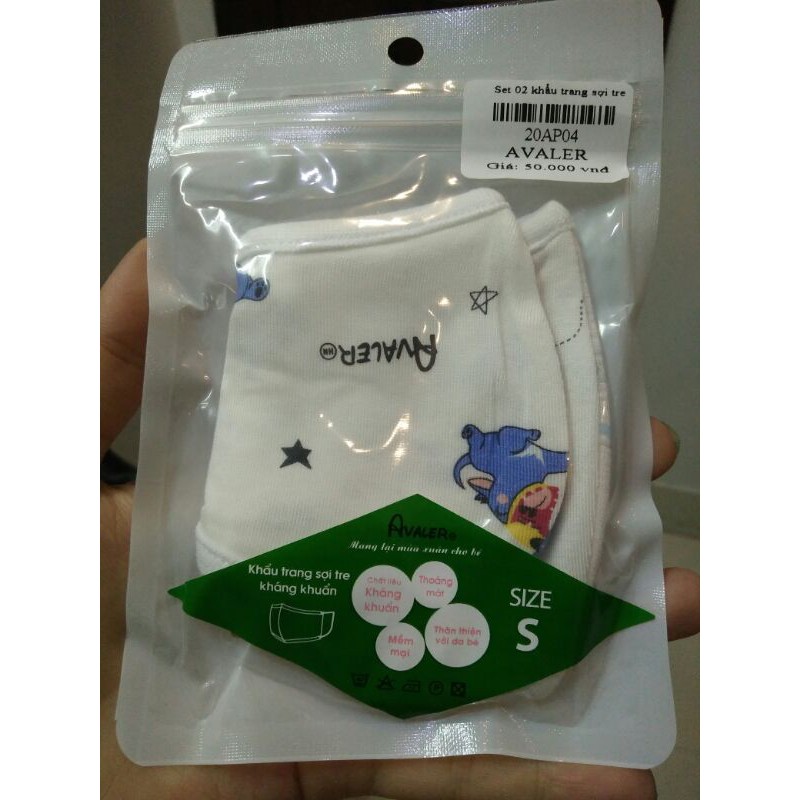 Set 02 khẩu trang sợi tre
20AP04
AVALER
Giá: 50.000 vnđ
AVALER HN
AVALER®
Mang lại mùa xuân cho bé
Khẩu trang sợi tre
kháng khuẩn
Chất liệu
Kháng
khuẩn
Thoáng
mát
Mềm
mại
Thân thiện
với da bé
SIZE
S